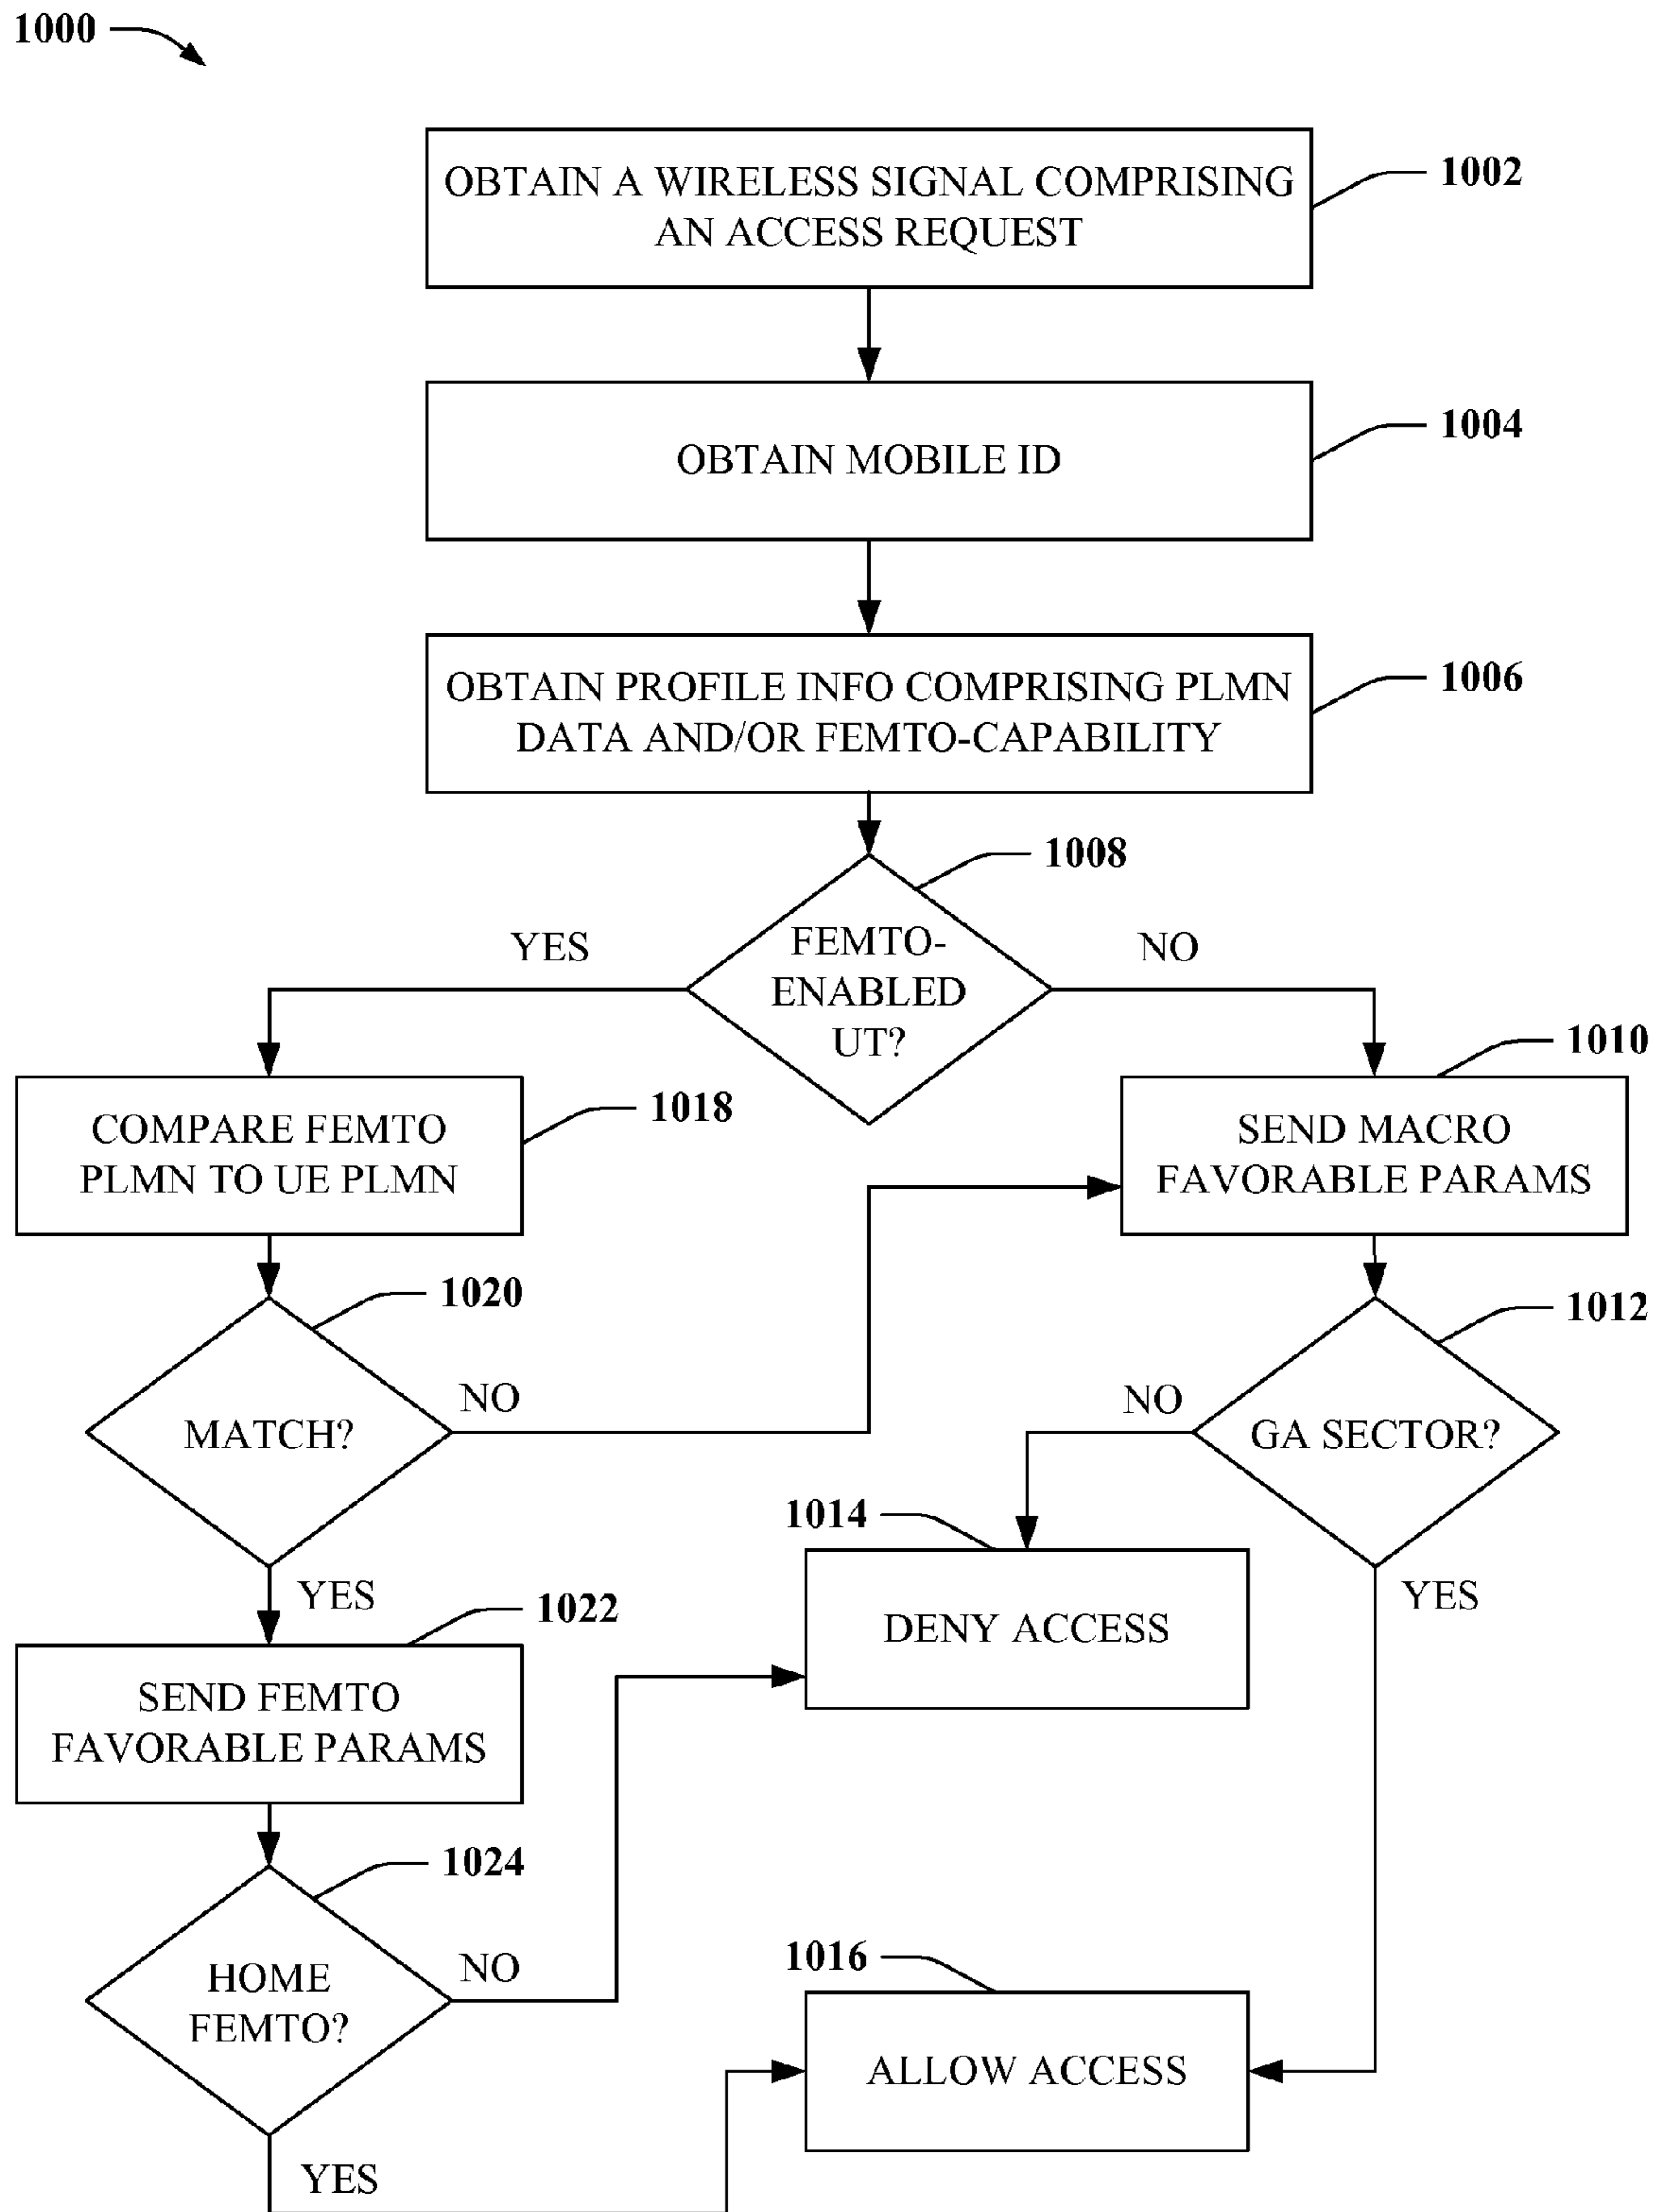 1000
OBTAIN A WIRELESS SIGNAL COMPRISING
AN ACCESS REQUEST
1002
OBTAIN MOBILE ID
1004
OBTAIN PROFILE INFO COMPRISING PLMN
DATA AND/OR FEMTO-CAPABILITY
1006
1008
FEMTO-
ENABLED
UT?
YES
NO
1010
COMPARE FEMTO
PLMN TO UE PLMN
1018
SEND MACRO
FAVORABLE PARAMS
1020
MATCH?
NO
YES
1012
GA SECTOR?
NO
YES
1014
DENY ACCESS
1022
SEND FEMTO
FAVORABLE PARAMS
1024
HOME
FEMTO?
NO
YES
1016
ALLOW ACCESS